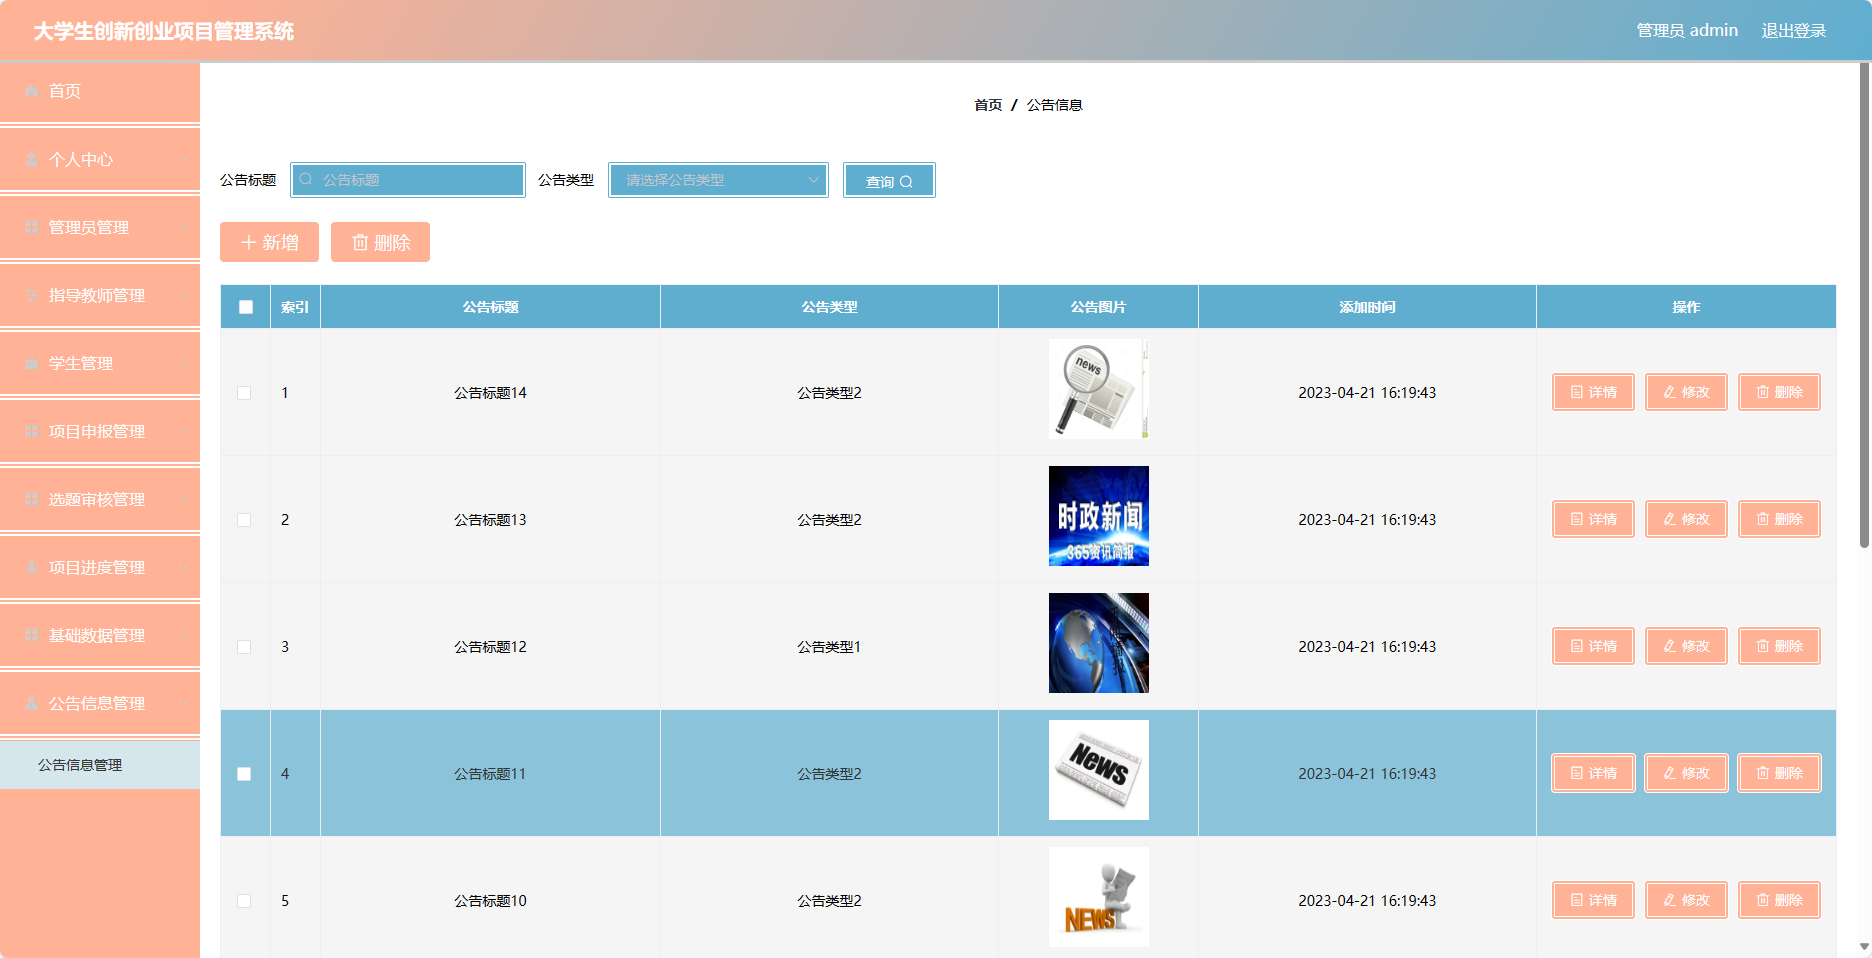 大学生创新创业项目管理系统
管理员 admin 退出登录
首页
个人中心
管理员管理
指导教师管理
学生管理
项目申报管理
选题审核管理
项目进度管理
基础数据管理
公告信息管理
公告信息管理
首页 / 公告信息
公告标题 公告标题 公告类型 请选择公告类型 查询
新增 删除
索引 公告标题 公告类型 公告图片 添加时间 操作
news
1 公告标题14 公告类型2 2023-04-21 16:19:43 详情 修改 删除
时政新闻
365资讯简报
2 公告标题13 公告类型2 2023-04-21 16:19:43 详情 修改 删除
3 公告标题12 公告类型1 2023-04-21 16:19:43 详情 修改 删除
News
4 公告标题11 公告类型2 2023-04-21 16:19:43 详情 修改 删除
5 公告标题10 公告类型2 2023-04-21 16:19:43 详情 修改 删除
NEWS